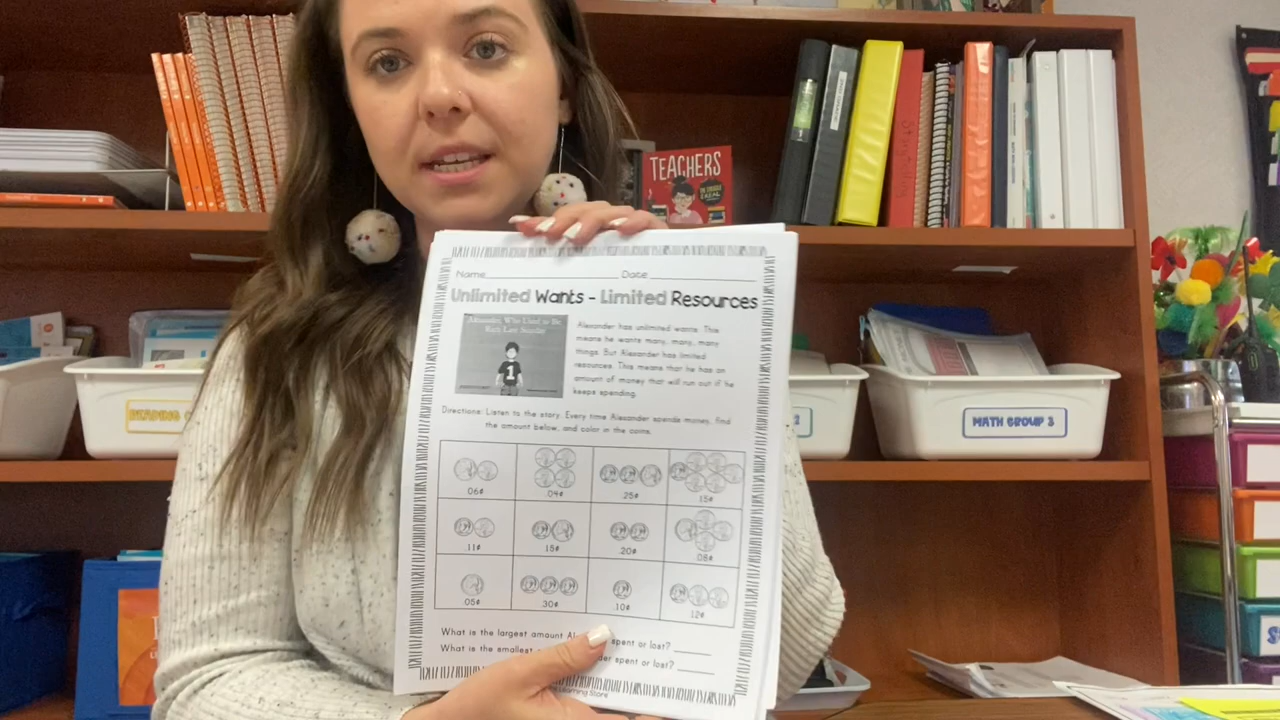 TEACHERS
Name Date
Unlimited Wants - Limited Resources
Alexander, Who Used to Be
Rich Last Sunday
1
Alexander has unlimited wants. This
means he wants many, many, many
things. But Alexander has limited
resources. This means that he has an
amount of money that will run out if he
keeps spending.
Directions: Listen to the story. Every time Alexander spends money, find
the amount below, and color in the coins.
.06¢ .04¢ .25¢ .15¢
.11¢ .15¢ .20¢ .08¢
.05¢ .30¢ .10¢ .12¢
What is the largest amount spent or lost?
What is the smallest spent or lost?
Learning Store
READING
MATH GROUP 3